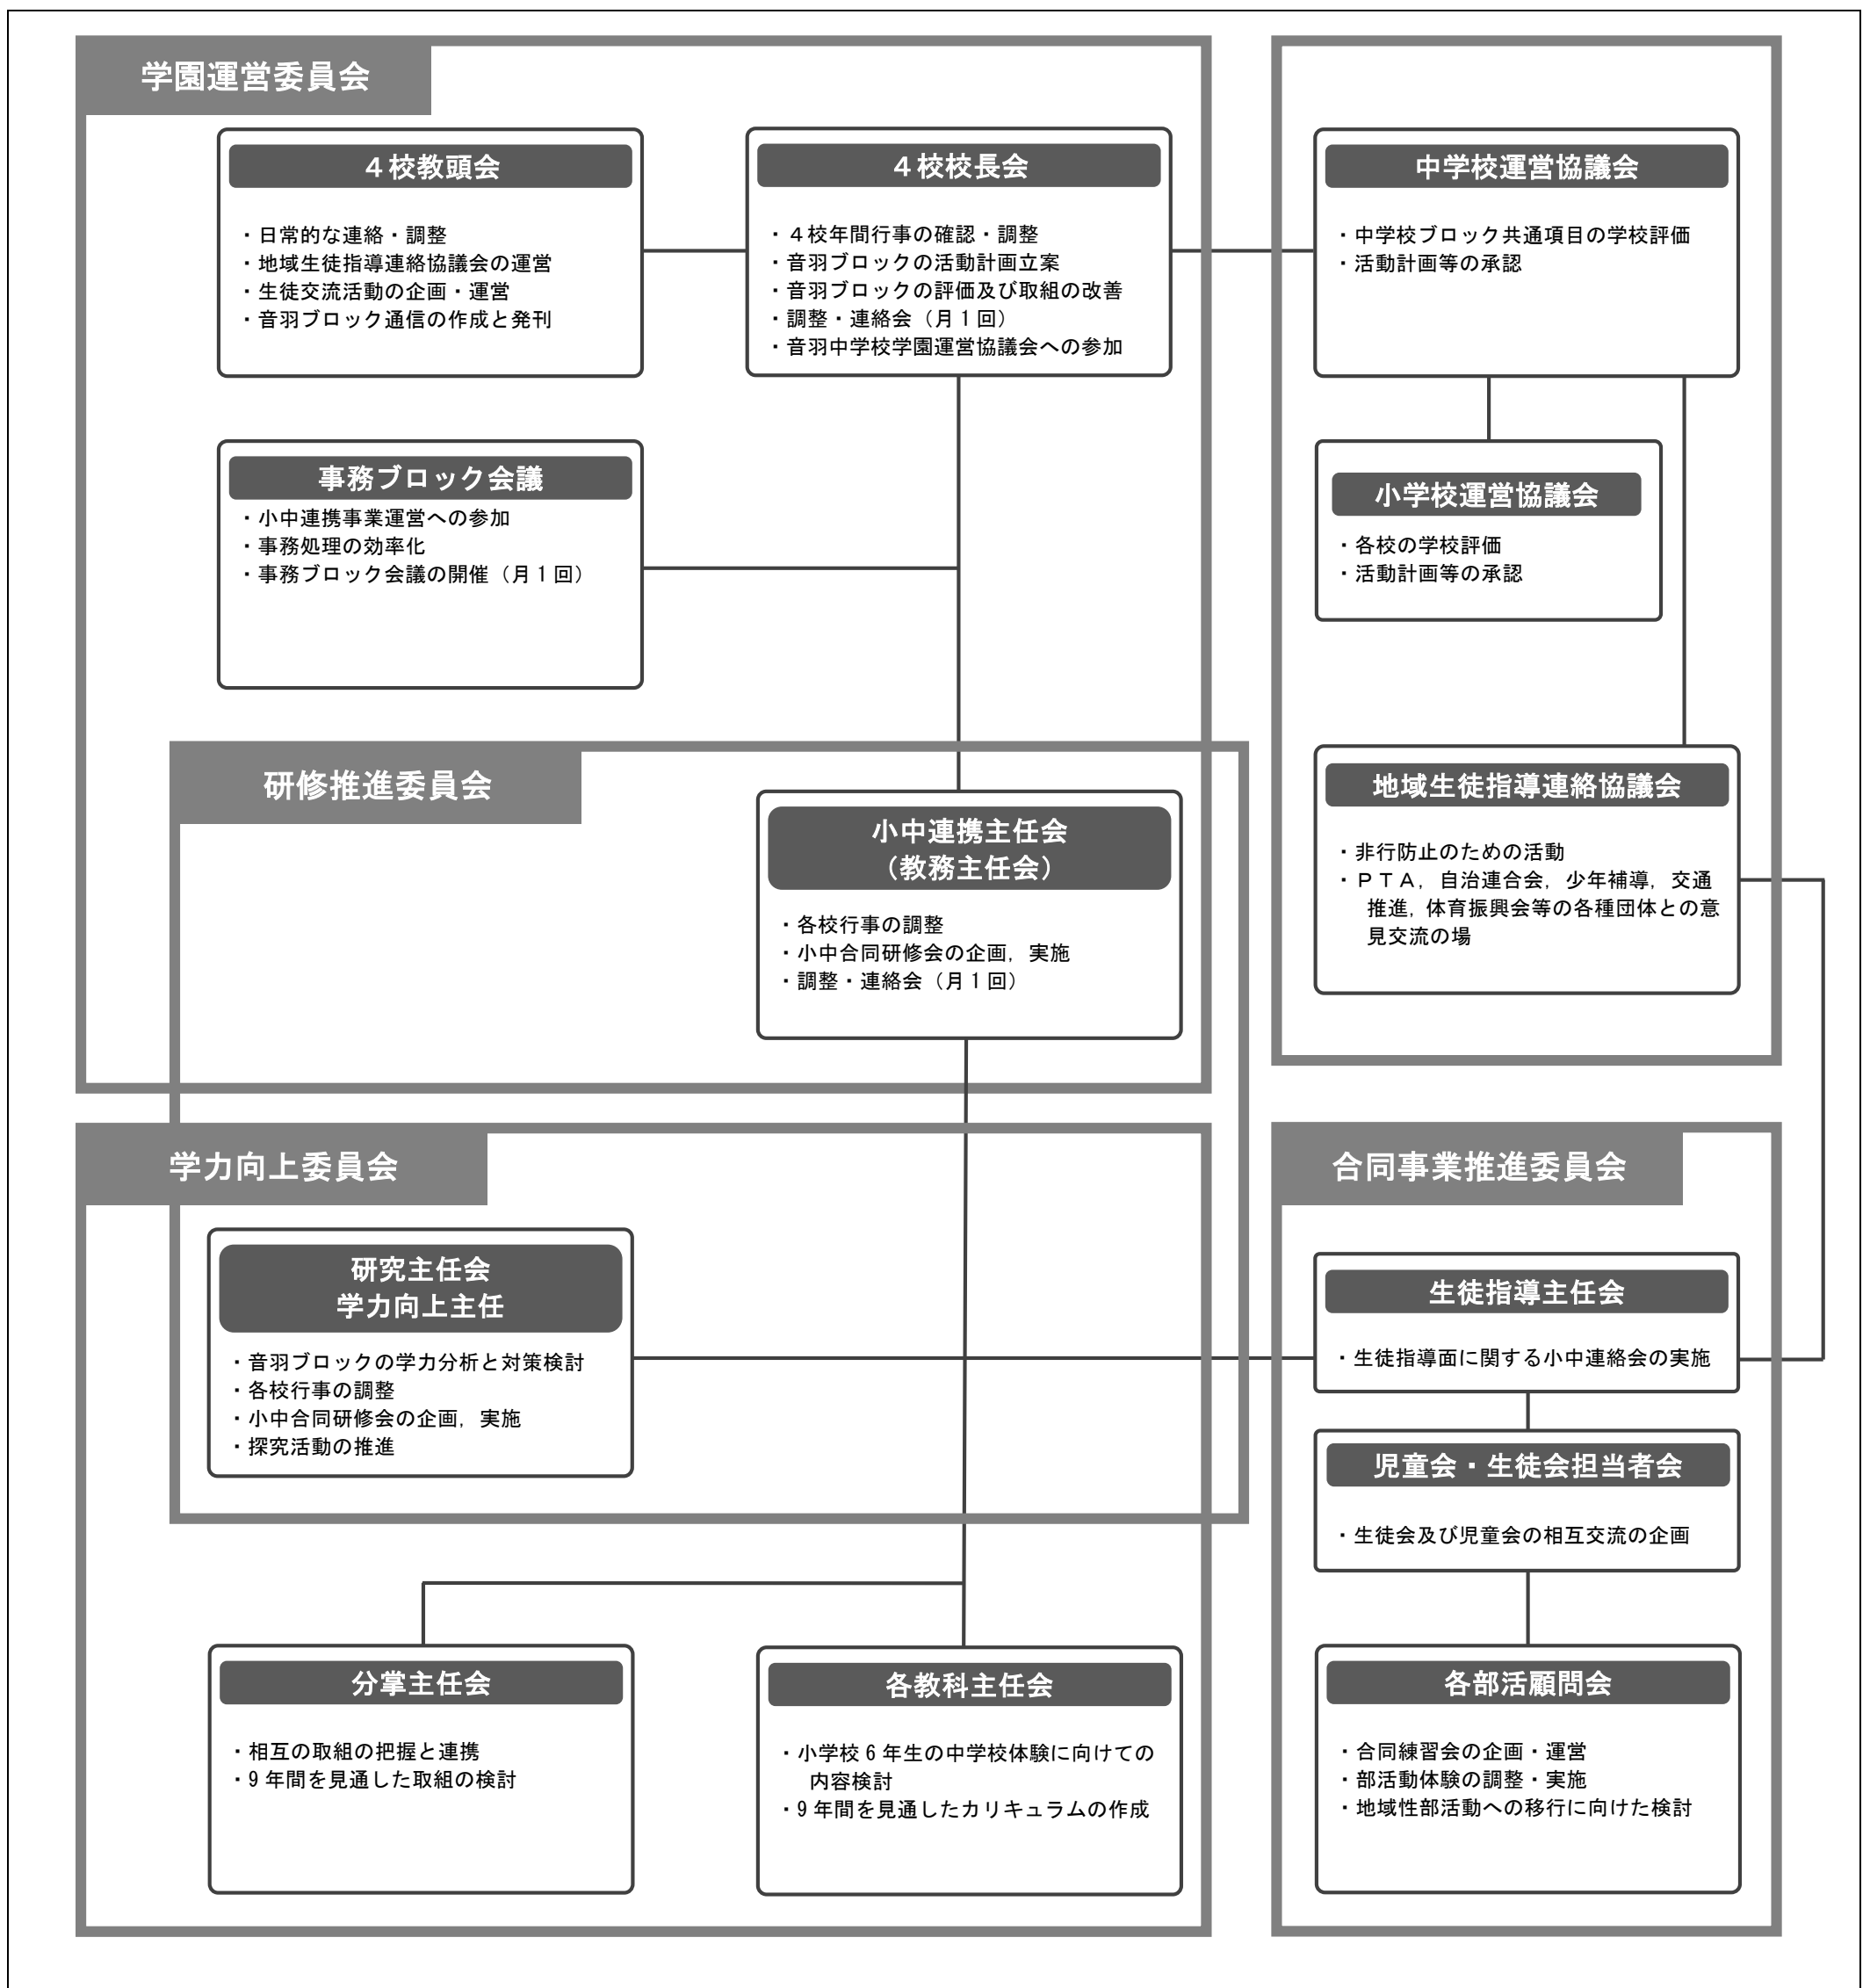 学園運営委員会
４校教頭会
・日常的な連絡・調整
・地域生徒指導連絡協議会の運営
・生徒交流活動の企画・運営
・音羽ブロック通信の作成と発刊
４校校長会
・４校年間行事の確認・調整
・音羽ブロックの活動計画立案
・音羽ブロックの評価及び取組の改善
・調整・連絡会（月１回）
・音羽中学校学園運営協議会への参加
中学校運営協議会
・中学校ブロック共通項目の学校評価
・活動計画等の承認
事務ブロック会議
・小中連携事業運営への参加
・事務処理の効率化
・事務ブロック会議の開催（月１回）
小学校運営協議会
・各校の学校評価
・活動計画等の承認
研修推進委員会
小中連携主任会
（教務主任会）
・各校行事の調整
・小中合同研修会の企画，実施
・調整・連絡会（月１回）
地域生徒指導連絡協議会
・非行防止のための活動
・ＰＴＡ，自治連合会，少年補導，交通
推進，体育振興会等の各種団体との意
見交流の場
学力向上委員会
研究主任会
学力向上主任
・音羽ブロックの学力分析と対策検討
・各校行事の調整
・小中合同研修会の企画，実施
・探究活動の推進
合同事業推進委員会
生徒指導主任会
・生徒指導面に関する小中連絡会の実施
児童会・生徒会担当者会
・生徒会及び児童会の相互交流の企画
分掌主任会
・相互の取組の把握と連携
・9年間を見通した取組の検討
各教科主任会
・小学校６年生の中学校体験に向けての
内容検討
・9年間を見通したカリキュラムの作成
各部活顧問会
・合同練習会の企画・運営
・部活動体験の調整・実施
・地域性部活動への移行に向けた検討